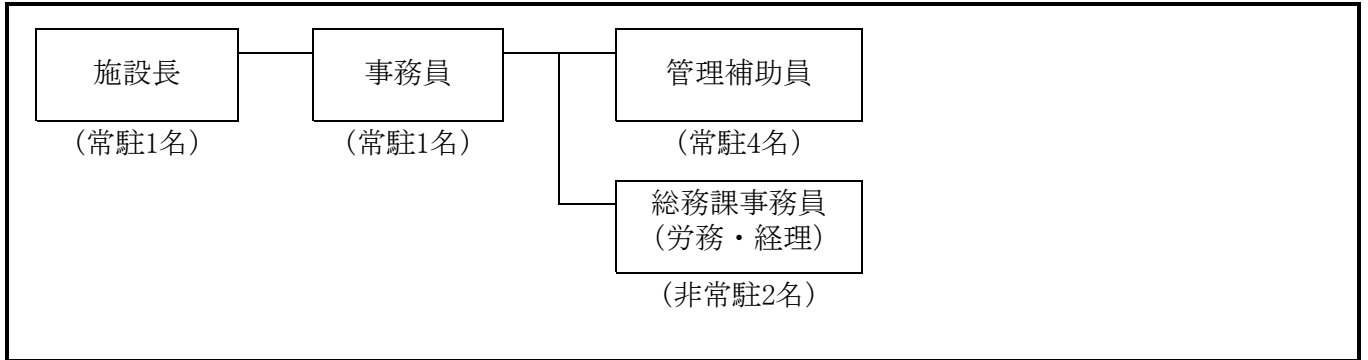 施設長
事務員
管理補助員
(常駐1名)
(常駐1名)
(常駐4名)
総務課事務員
(労務・経理)
(非常駐2名)